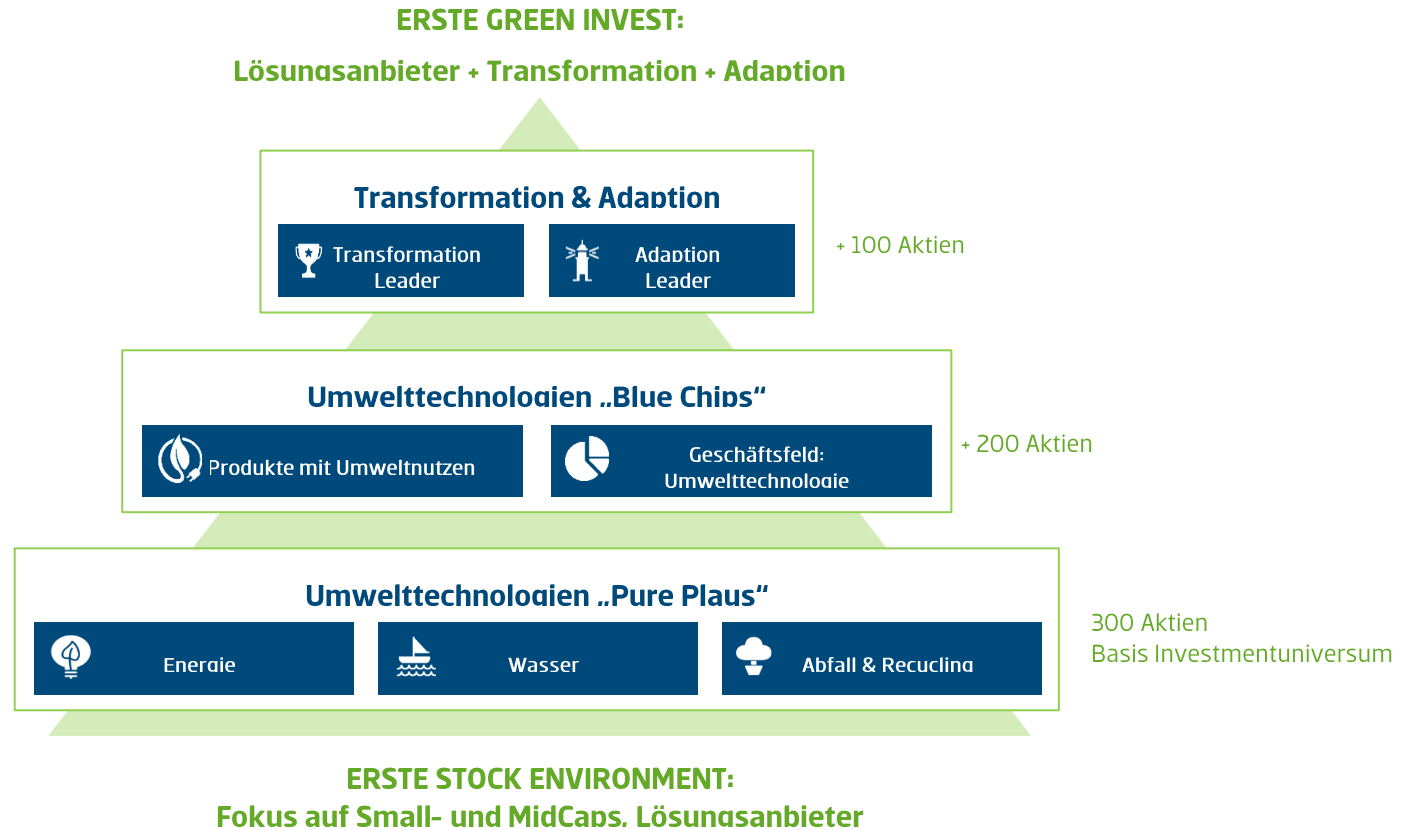 ERSTE GREEN INVEST:
Lösungsanbieter + Transformation + Adaption
Transformation & Adaption
Transformation
Leader
Adaption
Leader
+ 100 Aktien
Umwelttechnologien „Blue Chips“
Produkte mit Umweltnutzen
Geschäftsfeld:
Umwelttechnologie
+ 200 Aktien
Umwelttechnologien „Pure Plays“
Energie
Wasser
Abfall & Recycling
300 Aktien
Basis Investmentuniversum
ERSTE STOCK ENVIRONMENT:
Fokus auf Small- und MidCaps, Lösungsanbieter